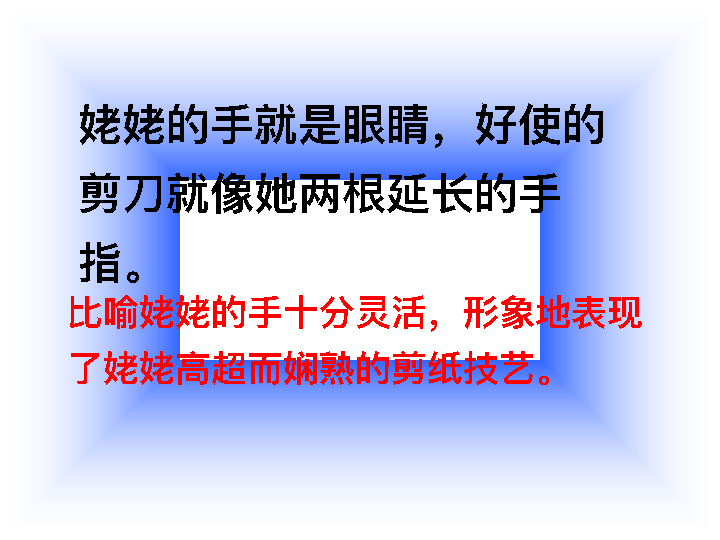 姥姥的手就是眼睛，好使的
剪刀就像她两根延长的手
指。
比喻姥姥的手十分灵活，形象地表现
了姥姥高超而娴熟的剪纸技艺。